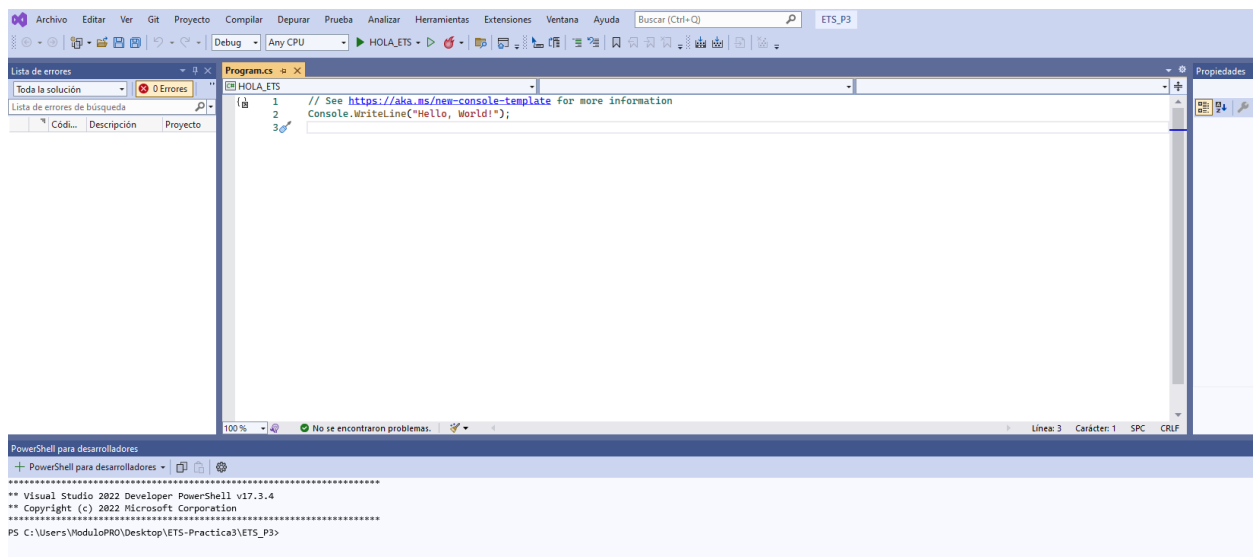 Archivo Editar Ver Git Proyecto Compilar Depurar Prueba Analizar Herramientas Extensiones Ventana Ayuda Buscar (Ctrl+Q) ETS_P3
Debug Any CPU HOLA_ETS
Lista de errores
Toda la solución 0 Errores
Lista de errores de búsqueda
Códi... Descripción Proyecto
Program.cs
HOLA_ETS
1 // See https://aka.ms/new-console-template for more information
2 Console.WriteLine("Hello, World!");
3
100 % No se encontraron problemas. Línea: 3 Carácter: 1 SPC CRLF
Propiedades
PowerShell para desarrolladores
+ PowerShell para desarrolladores
**********************************************************************
** Visual Studio 2022 Developer PowerShell v17.3.4
** Copyright (c) 2022 Microsoft Corporation
**********************************************************************
PS C:\Users\ModuloPRO\Desktop\ETS-Practica3\ETS_P3>